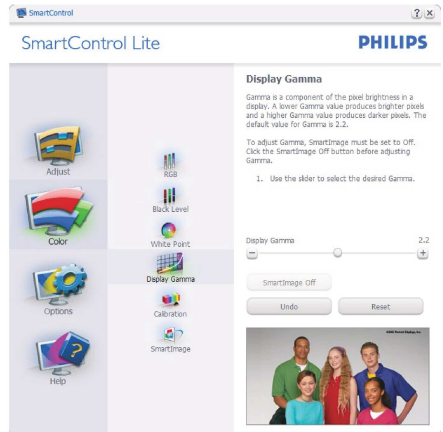 SmartControl
SmartControl Lite
PHILIPS
Adjust
Color
Options
Help
RGB
Black Level
White Point
Display Gamma
Calibration
SmartImage
Display Gamma
Gamma is a component of the pixel brightness in a
display. A lower Gamma value produces brighter pixels
and a higher Gamma value produces darker pixels. The
default value for Gamma is 2.2.
To adjust Gamma, SmartImage must be set to Off.
Click the SmartImage Off button before adjusting
Gamma.
1. Use the slider to select the desired Gamma.
Display Gamma 2.2
SmartImage Off
Undo Reset